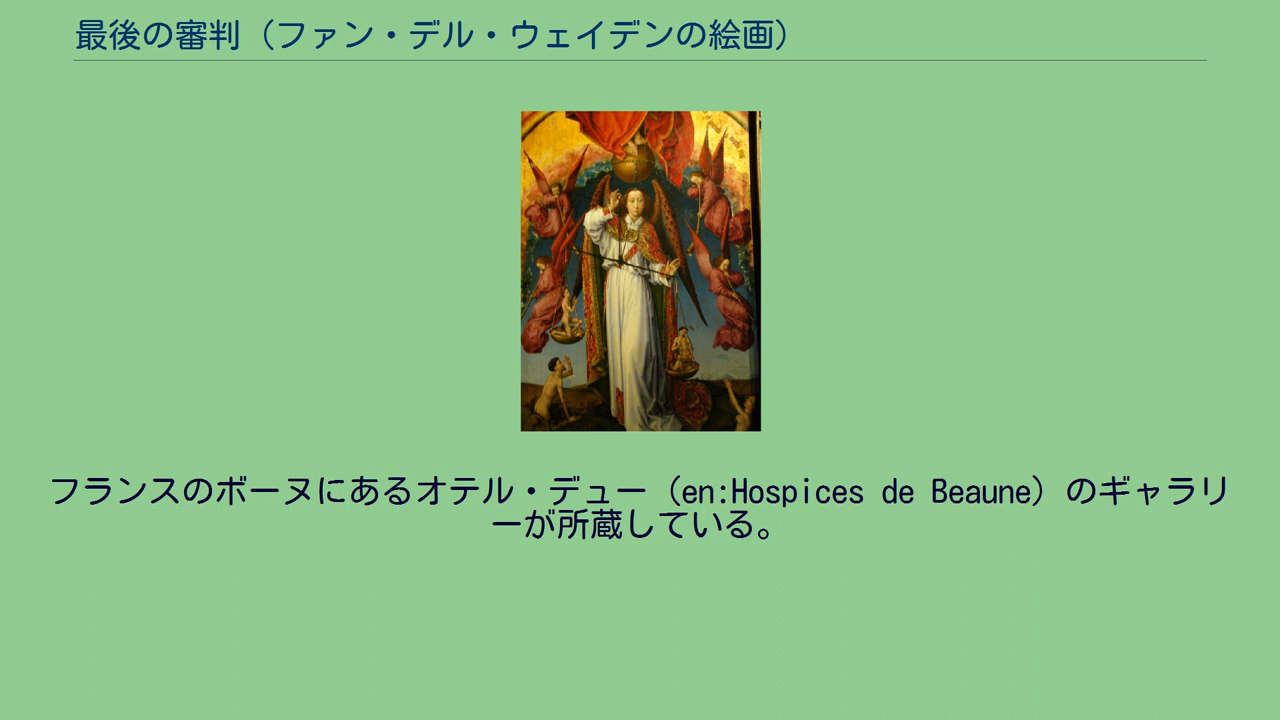 最後の審判（ファン・デル・ウェイデンの絵画）
フランスのボーヌにあるオテル・デュー（en:Hospices de Beaune）のギャラリ
ーが所蔵している。